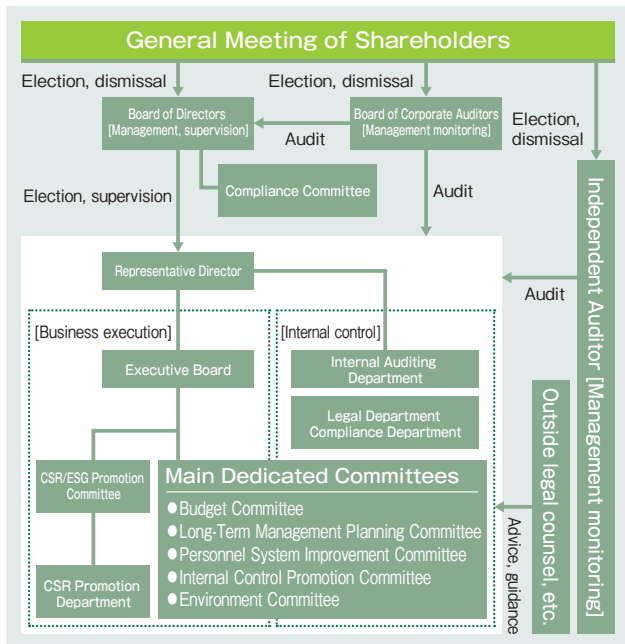 General Meeting of Shareholders
Election, dismissal
Election, dismissal
Election,
dismissal
Board of Directors
[Management, supervision]
Audit
Board of Corporate Auditors
[Management monitoring]
Compliance Committee
Election, supervision
Audit
Independent Auditor [Management monitoring]
Representative Director
Audit
[Business execution]
[Internal control]
Executive Board
Internal Auditing
Department
Legal Department
Compliance Department
Outside legal counsel, etc.
CSR/ESG Promotion
Committee
CSR Promotion
Department
Main Dedicated Committees
●Budget Committee
●Long-Term Management Planning Committee
●Personnel System Improvement Committee
●Internal Control Promotion Committee
●Environment Committee
Advice, guidance